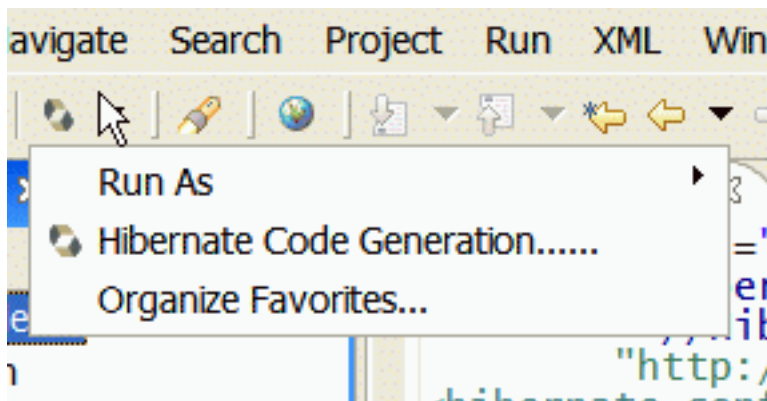 avigate Search Project Run XML Win
Run As
Hibernate Code Generation......
Organize Favorites...
="
"http:/